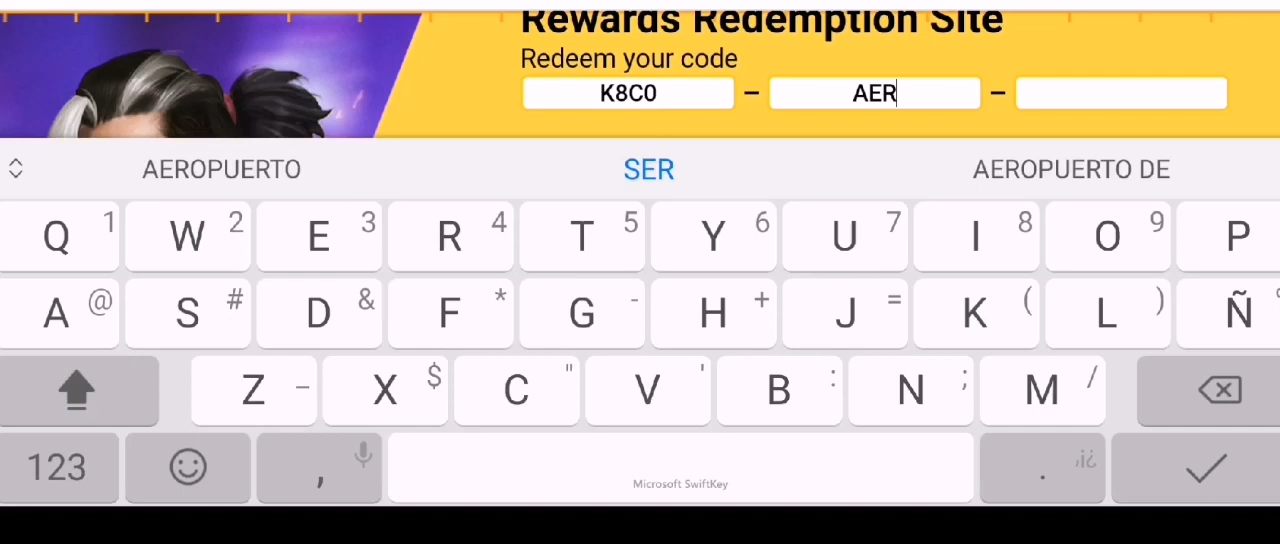 Rewards Redemption Site
Redeem your code
K8C0 – AER –
AEROPUERTO SER AEROPUERTO DE
Q 1 W 2 E 3 R 4 T 5 Y 6 U 7 I 8 O 9 P
A @ S # D & F * G - H + J = K ( L ) Ñ
Z _ X $ C " V ' B : N ; M /
123 , Microsoft SwiftKey . ,¡¿